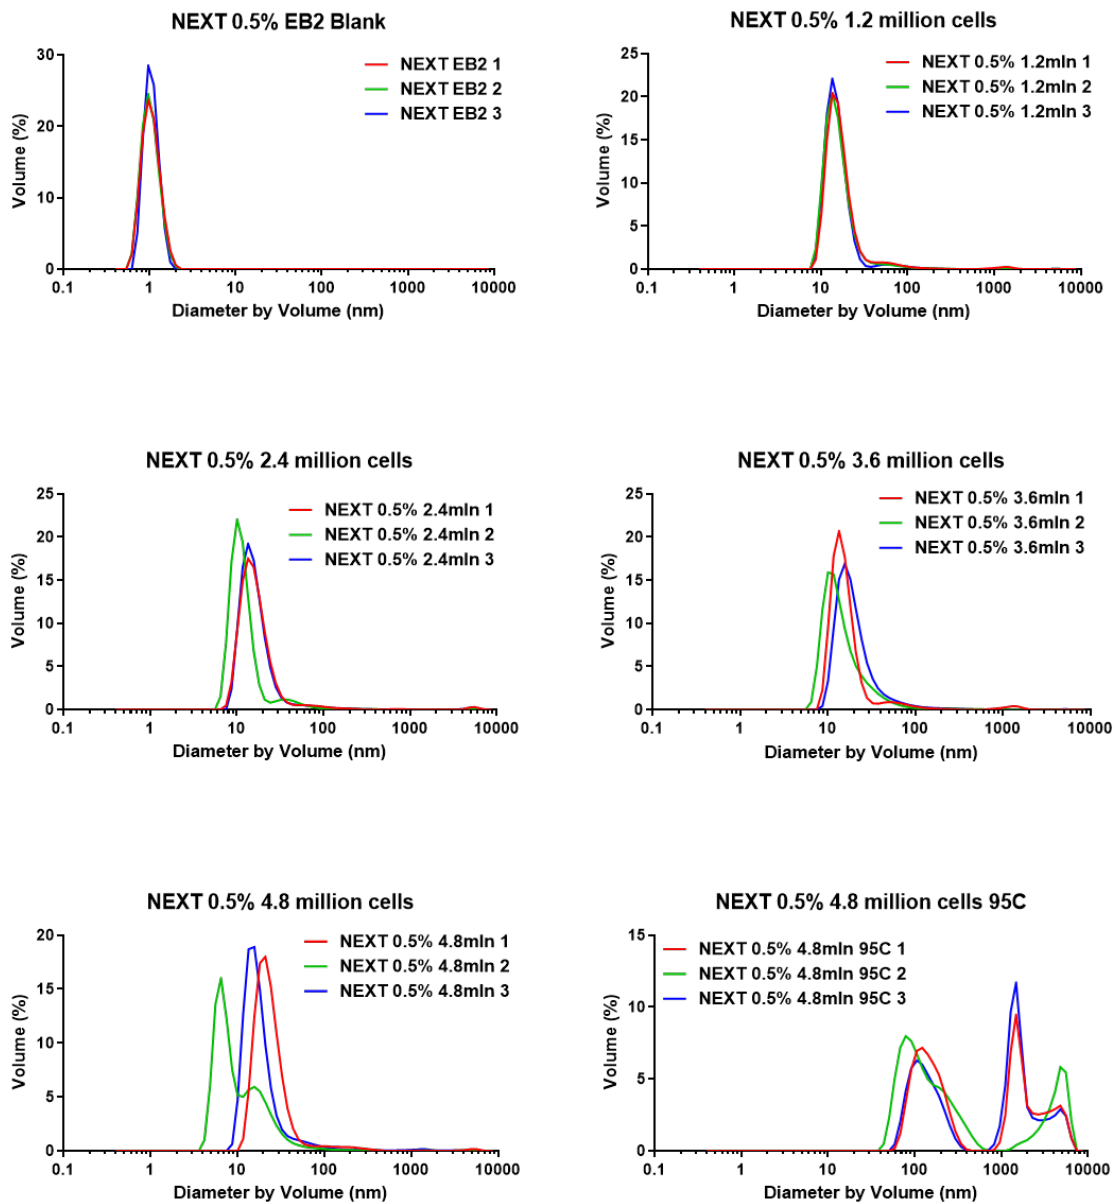 NEXT 0.5% EB2 Blank
30
20
10
0
Volume (%)
NEXT EB2 1
NEXT EB2 2
NEXT EB2 3
0.1 1 10 100 1000 10000
Diameter by Volume (nm)
NEXT 0.5% 1.2 million cells
25
20
15
10
5
0
Volume (%)
NEXT 0.5% 1.2mln 1
NEXT 0.5% 1.2mln 2
NEXT 0.5% 1.2mln 3
0.1 1 10 100 1000 10000
Diameter by Volume (nm)
NEXT 0.5% 2.4 million cells
25
20
15
10
5
0
Volume (%)
NEXT 0.5% 2.4mln 1
NEXT 0.5% 2.4mln 2
NEXT 0.5% 2.4mln 3
0.1 1 10 100 1000 10000
Diameter by Volume (nm)
NEXT 0.5% 3.6 million cells
25
20
15
10
5
0
Volume (%)
NEXT 0.5% 3.6mln 1
NEXT 0.5% 3.6mln 2
NEXT 0.5% 3.6mln 3
0.1 1 10 100 1000 10000
Diameter by Volume (nm)
NEXT 0.5% 4.8 million cells
20
15
10
5
0
Volume (%)
NEXT 0.5% 4.8mln 1
NEXT 0.5% 4.8mln 2
NEXT 0.5% 4.8mln 3
0.1 1 10 100 1000 10000
Diameter by Volume (nm)
NEXT 0.5% 4.8 million cells 95C
15
10
5
0
Volume (%)
NEXT 0.5% 4.8mln 95C 1
NEXT 0.5% 4.8mln 95C 2
NEXT 0.5% 4.8mln 95C 3
0.1 1 10 100 1000 10000
Diameter by Volume (nm)